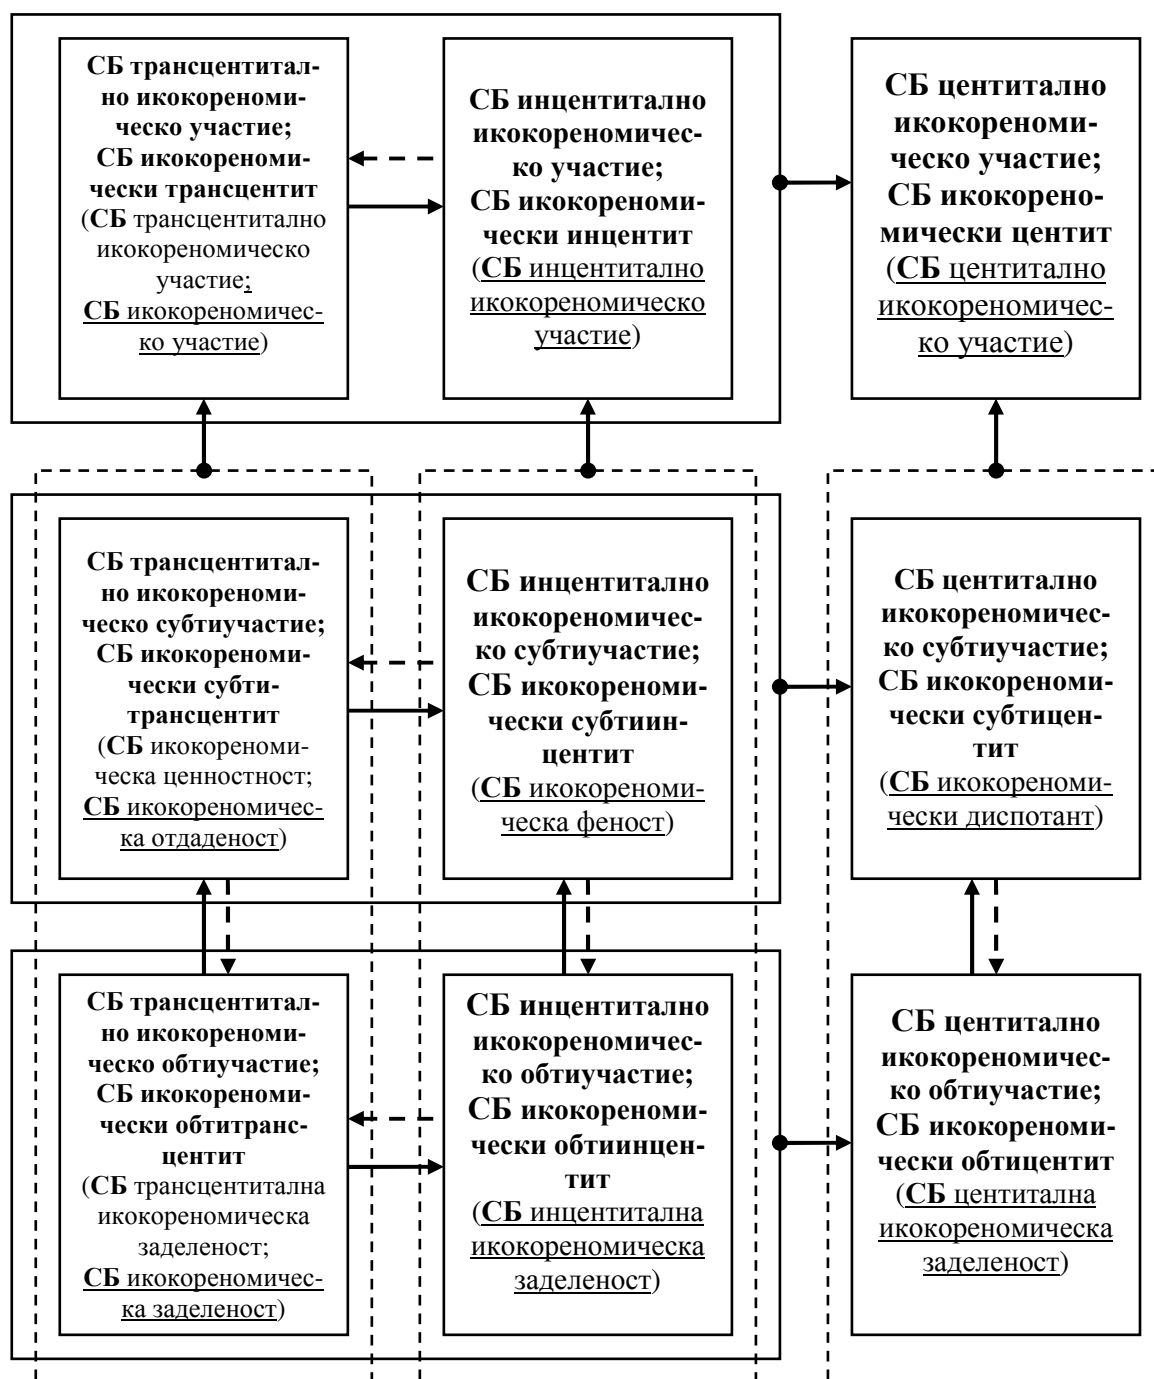 СБ трансцентитал-
но икокореноми-
ческо участие;
СБ икокореноми-
чески трансцентит
(СБ трансцентитално
икокореномическо
участие;
СБ икокореномичес-
ко участие)
СБ инцентитално
икокореномичес-
ко участие;
СБ икокореноми-
чески инцентит
(СБ инцентитално
икокореномическо
участие)
СБ центитално
икокореноми-
ческо участие;
СБ икокорено-
мически центит
(СБ центитално
икокореномичес-
ко участие)
СБ трансцентитал-
но икокореноми-
ческо субтиучастие;
СБ икокореноми-
чески субти-
трансцентит
(СБ икокореноми-
ческа ценностност;
СБ икокореномичес-
ка отдаденост)
СБ инцентитално
икокореномичес-
ко субтиучастие;
СБ икокореноми-
чески субтиин-
центит
(СБ икокореноми-
ческа феност)
СБ центитално
икокореномичес-
ко субтиучастие;
СБ икокореноми-
чески субтицен-
тит
(СБ икокореноми-
чески диспотант)
СБ трансцентитал-
но икокореноми-
ческо обтиучастие;
СБ икокореноми-
чески обтитранс-
центит
(СБ трансцентитална
икокореномическа
заделеност;
СБ икокореномичес-
ка заделеност)
СБ инцентитално
икокореномичес-
ко обтиучастие;
СБ икокореноми-
чески обтиинцен-
тит
(СБ инцентитална
икокореномическа
заделеност)
СБ центитално
икокореномичес-
ко обтиучастие;
СБ икокореноми-
чески обтицентит
(СБ центитална
икокореномическа
заделеност)